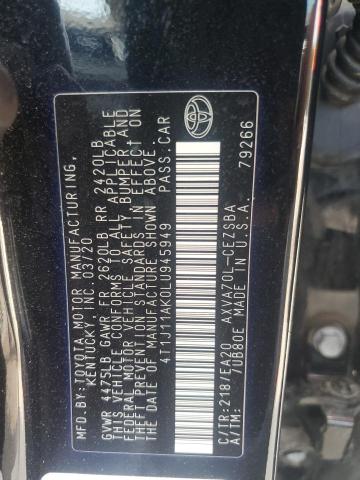 MFD.BY:TOYOTA MOTOR MANUFACTURING,
KENTUCKY, INC. 03/20
GVWR 4475LB GAWR FR 2620LB RR 2420LB
THIS VEHICLE CONFORMS TO ALL APPLICABLE
FEDERAL MOTOR VEHICLE SAFETY, BUMPER, AND
THEFT PREVENTION STANDARDS IN EFFECT ON
THE DATE OF MANUFACTURE SHOWN ABOVE.
4T1J11AK0LU945949 PASS.CAR
C/TR:218/EA20 AXVA70L-CEZSBA
A/TM: /UB80E MADE IN U.S.A.
79266